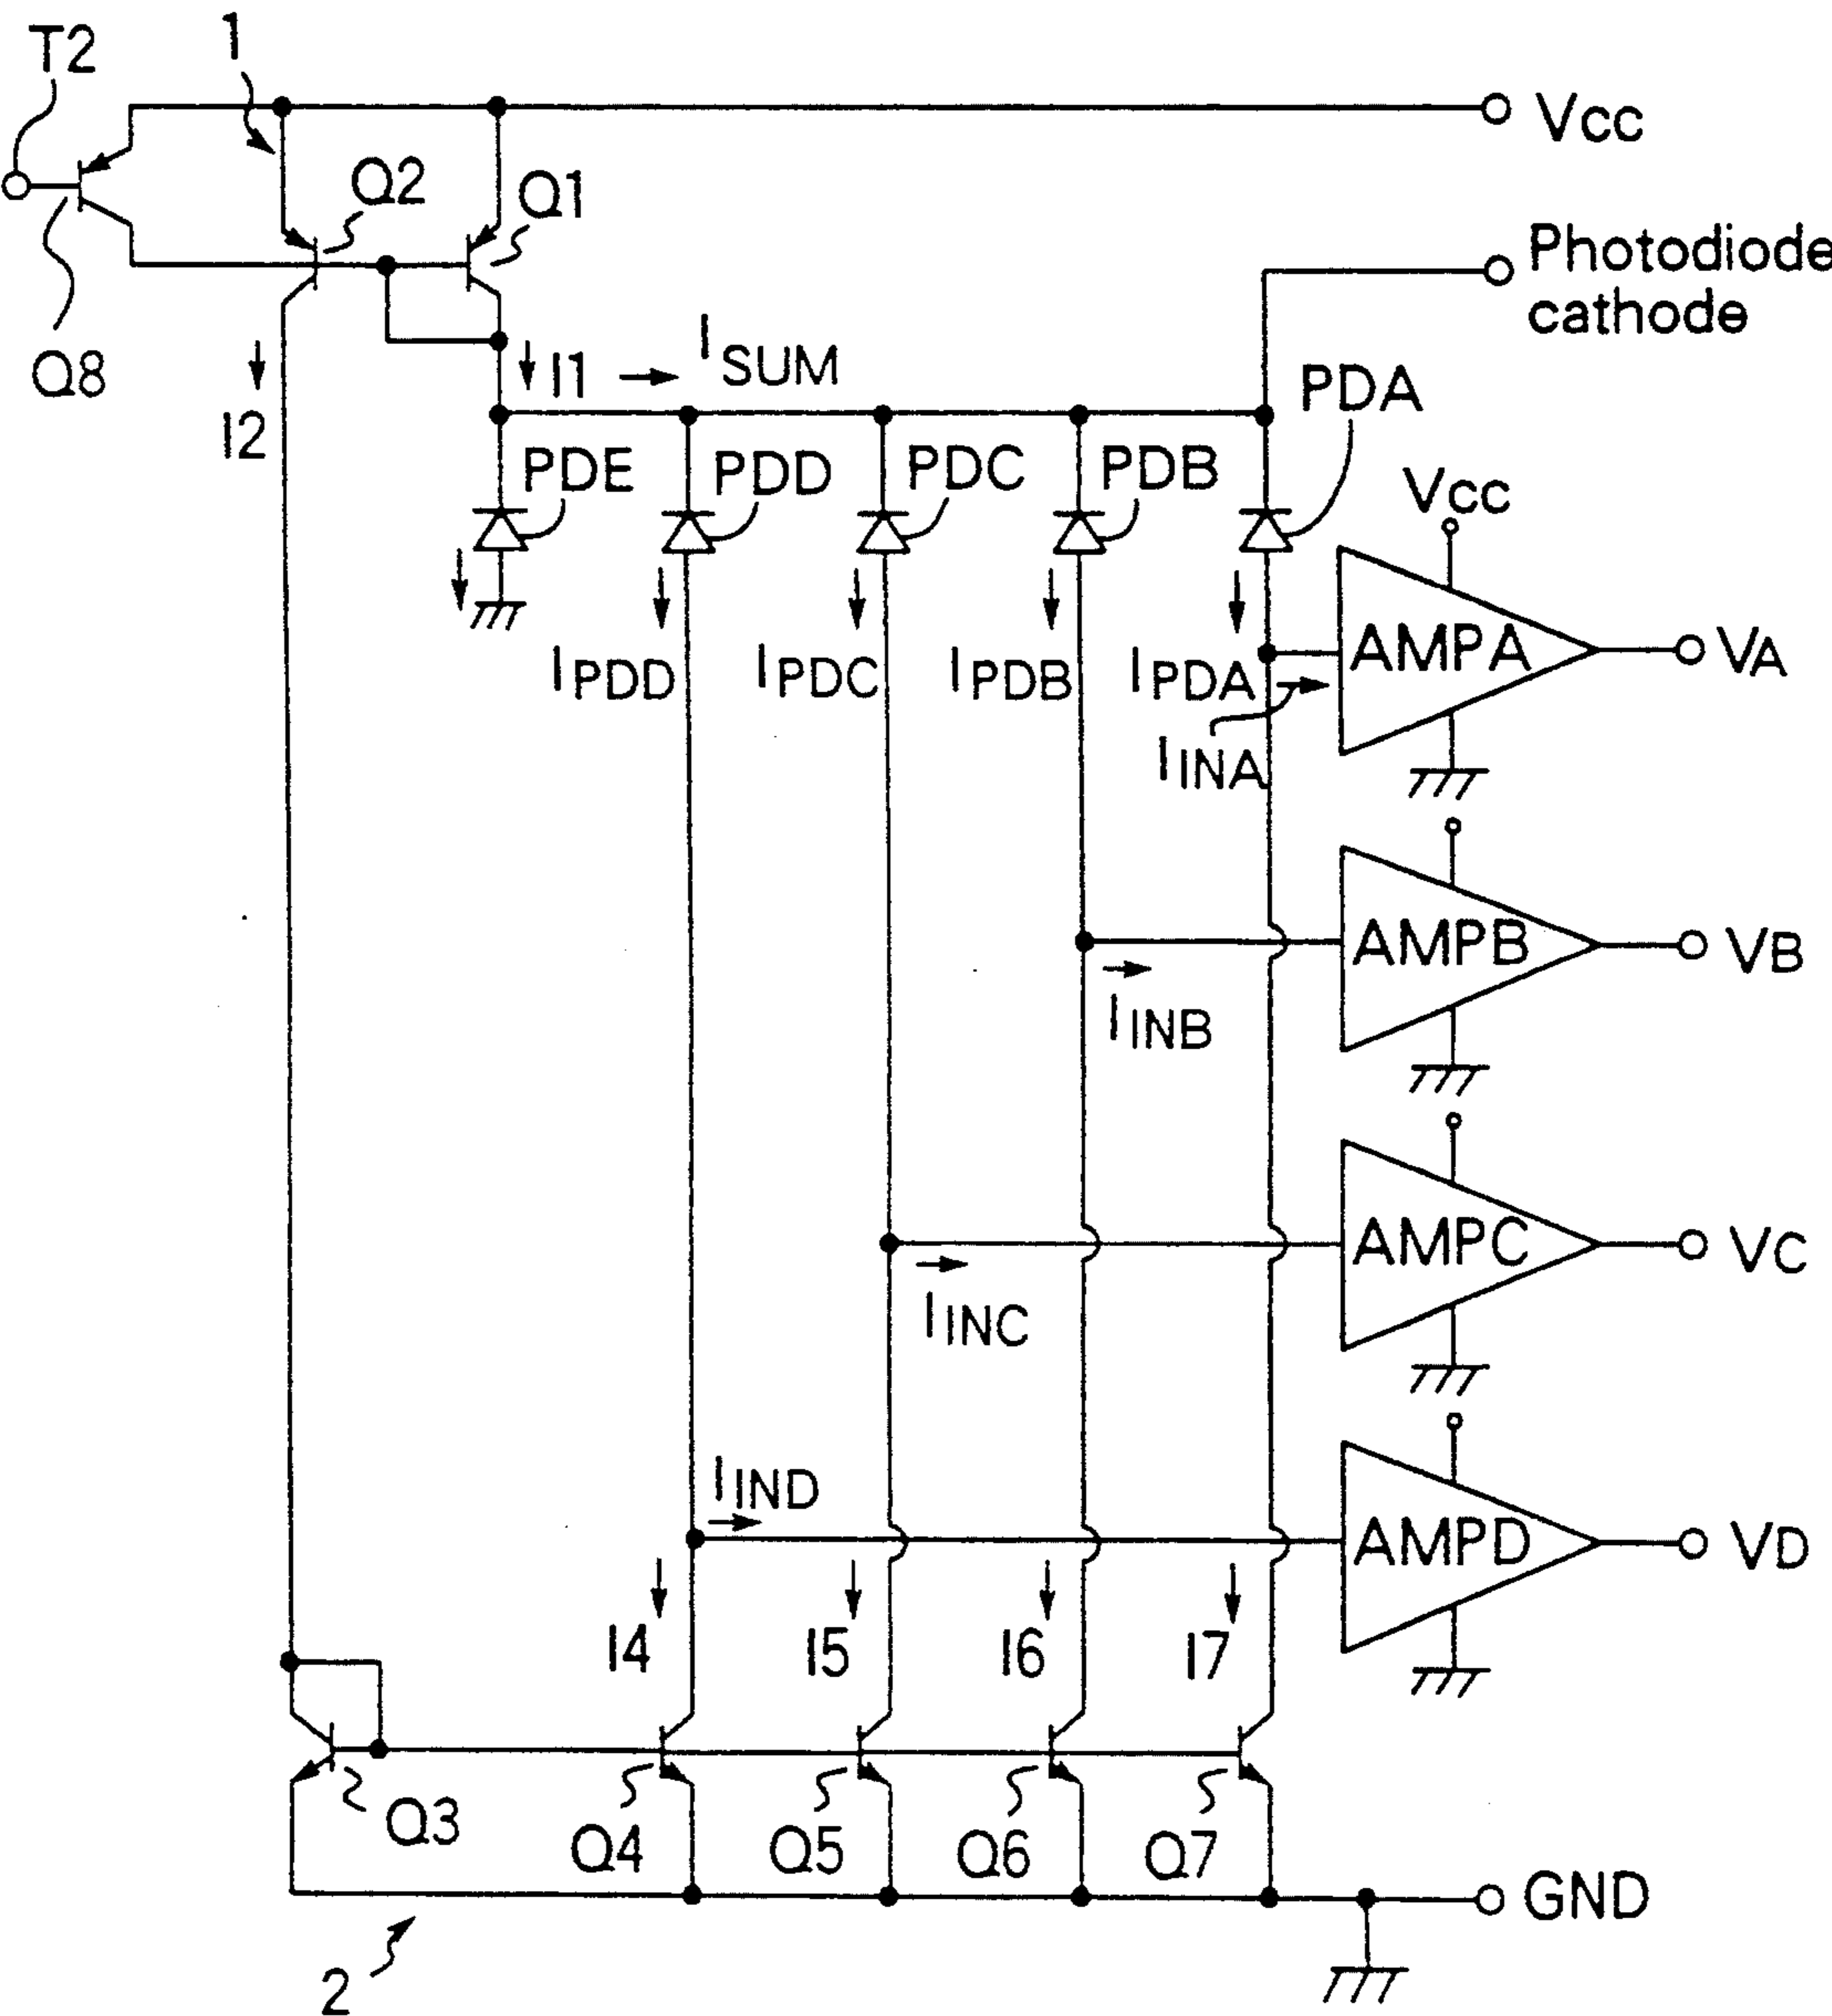 T2
1
Vcc
Q2
Q1
Photodiode
cathode
Q8
I1
ISUM
PDA
I2
PDE
PDD
PDC
PDB
Vcc
AMPA
VA
IPDD
IPDC
IPDB
IPDA
IINA
AMPB
VB
IINB
AMPC
VC
IINC
IIND
AMPD
VD
I4
I5
I6
I7
Q3
Q4
Q5
Q6
Q7
GND
2